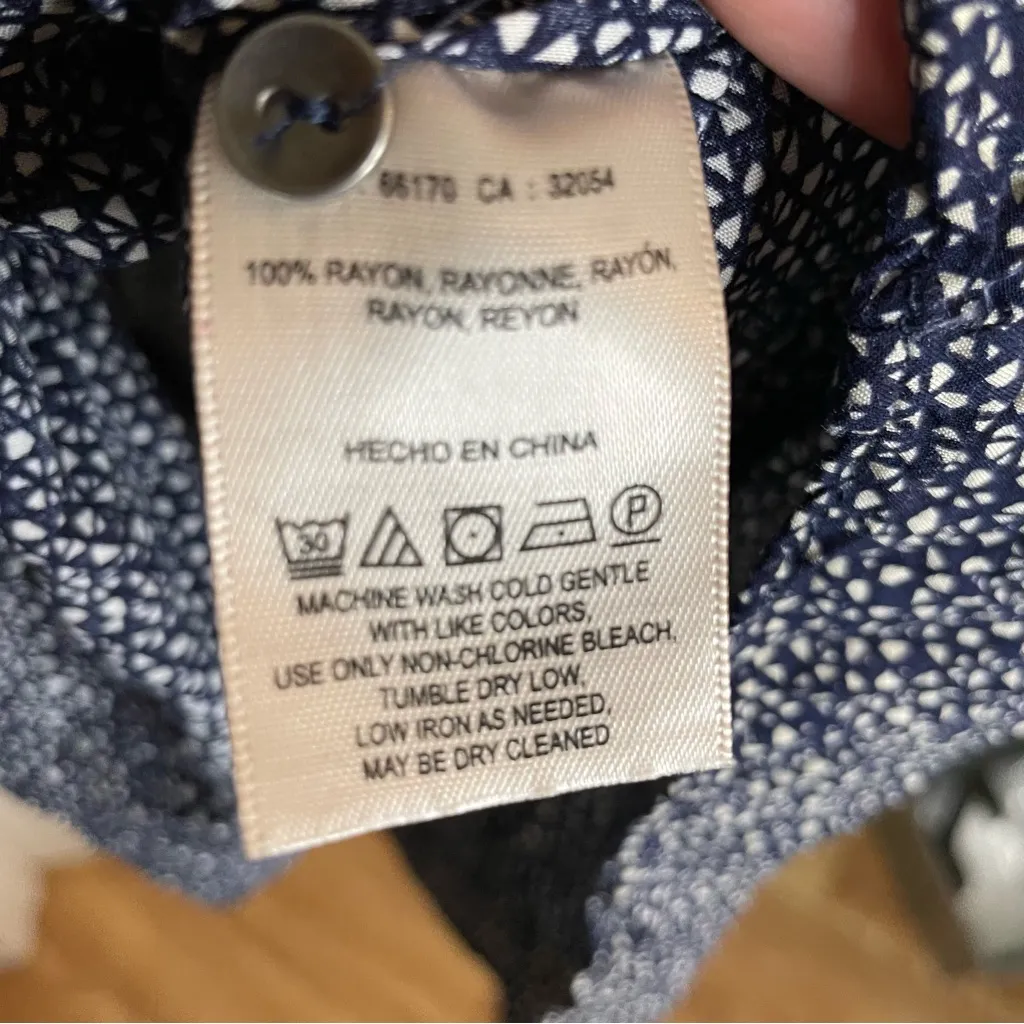 66170 CA : 32054
100% RAYON, RAYONNE, RAYÓN,
RAYON, REYON
HECHO EN CHINA
30 P
MACHINE WASH COLD GENTLE
WITH LIKE COLORS,
USE ONLY NON-CHLORINE BLEACH,
TUMBLE DRY LOW,
LOW IRON AS NEEDED,
MAY BE DRY CLEANED